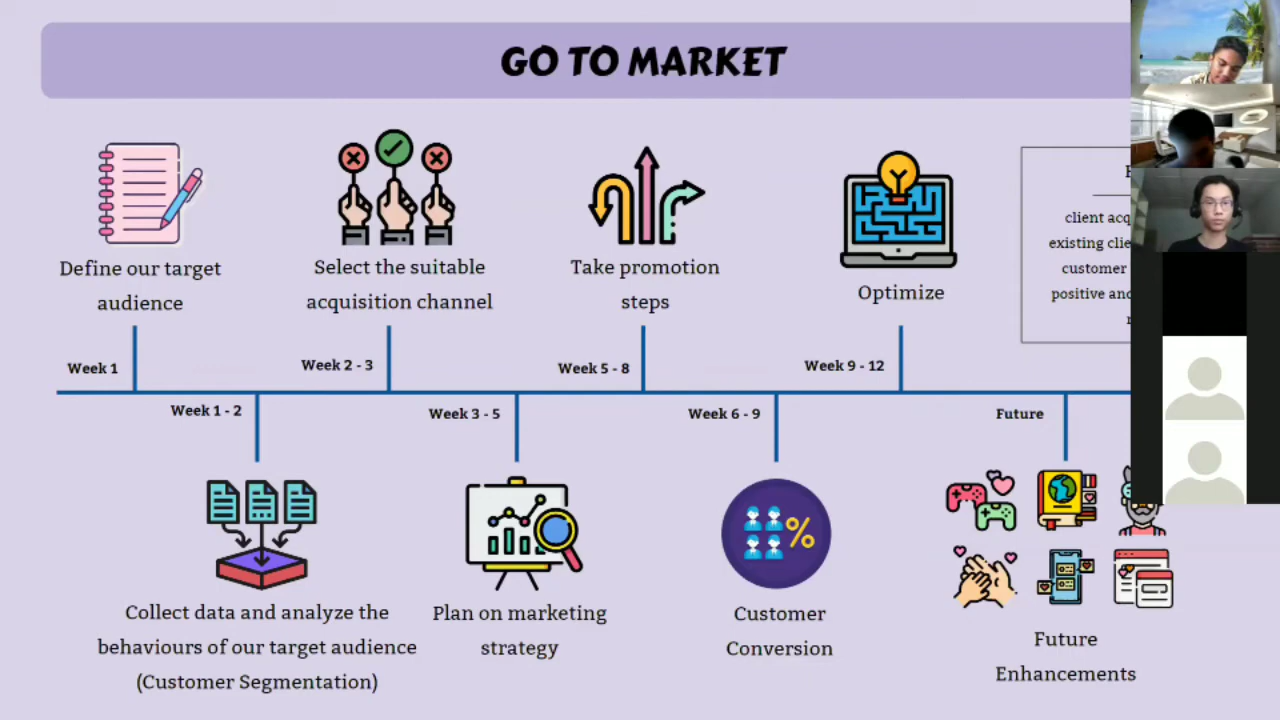 GO TO MARKET
Define our target
audience
Select the suitable
acquisition channel
Take promotion
steps
Optimize
client
existing
customer
positive
Week 1
Week 2 - 3
Week 5 - 8
Week 9 - 12
Week 1 - 2
Week 3 - 5
Week 6 - 9
Future
Collect data and analyze the
behaviours of our target audience
(Customer Segmentation)
Plan on marketing
strategy
%
Customer
Conversion
Future
Enhancements